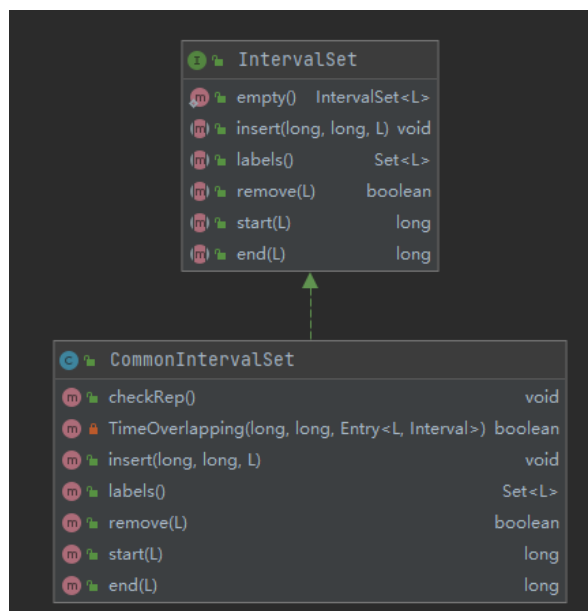 I IntervalSet
m empty() IntervalSet<L>
m insert(long, long, L) void
m labels() Set<L>
m remove(L) boolean
m start(L) long
m end(L) long
C CommonIntervalSet
m checkRep() void
m TimeOverlapping(long, long, Entry<L, Interval>) boolean
m insert(long, long, L) void
m labels() Set<L>
m remove(L) boolean
m start(L) long
m end(L) long